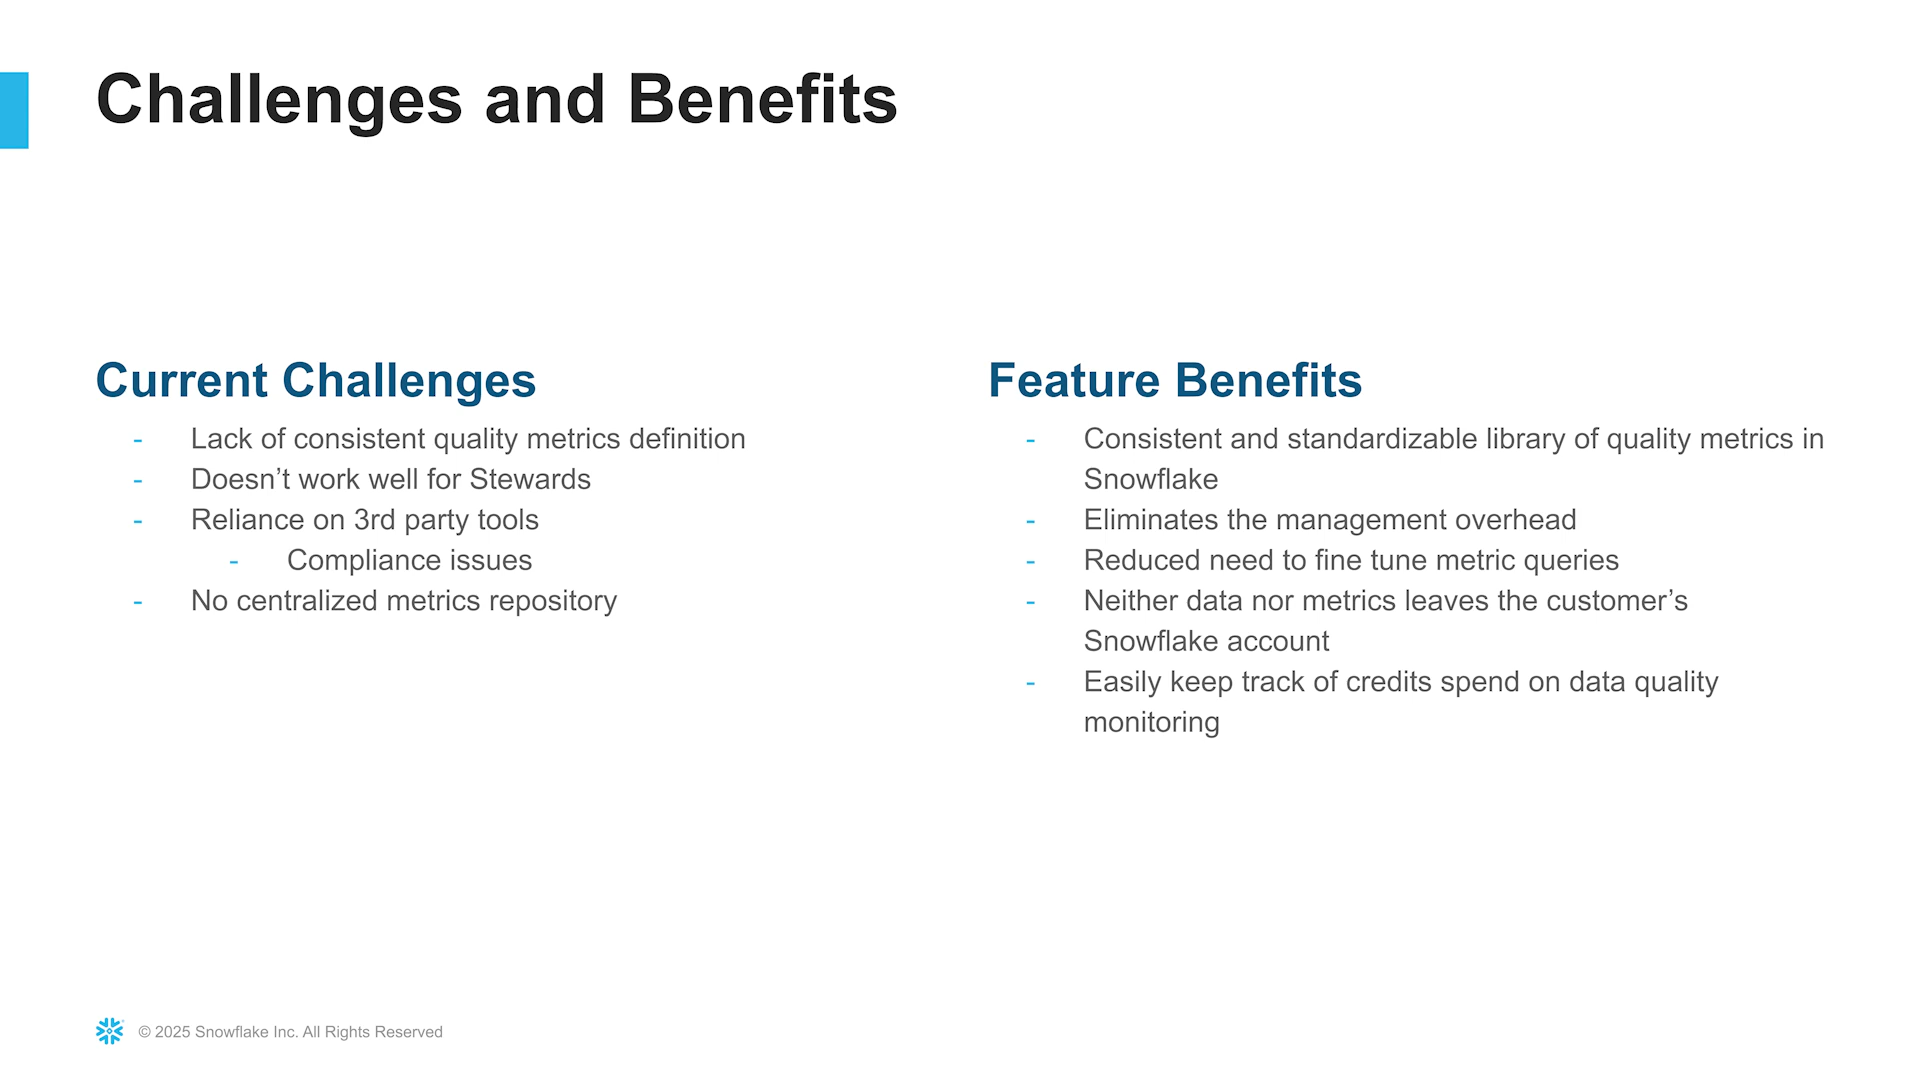 Challenges and Benefits
Current Challenges
- Lack of consistent quality metrics definition
- Doesn’t work well for Stewards
- Reliance on 3rd party tools
- Compliance issues
- No centralized metrics repository
Feature Benefits
- Consistent and standardizable library of quality metrics in
Snowflake
- Eliminates the management overhead
- Reduced need to fine tune metric queries
- Neither data nor metrics leaves the customer’s
Snowflake account
- Easily keep track of credits spend on data quality
monitoring
© 2025 Snowflake Inc. All Rights Reserved